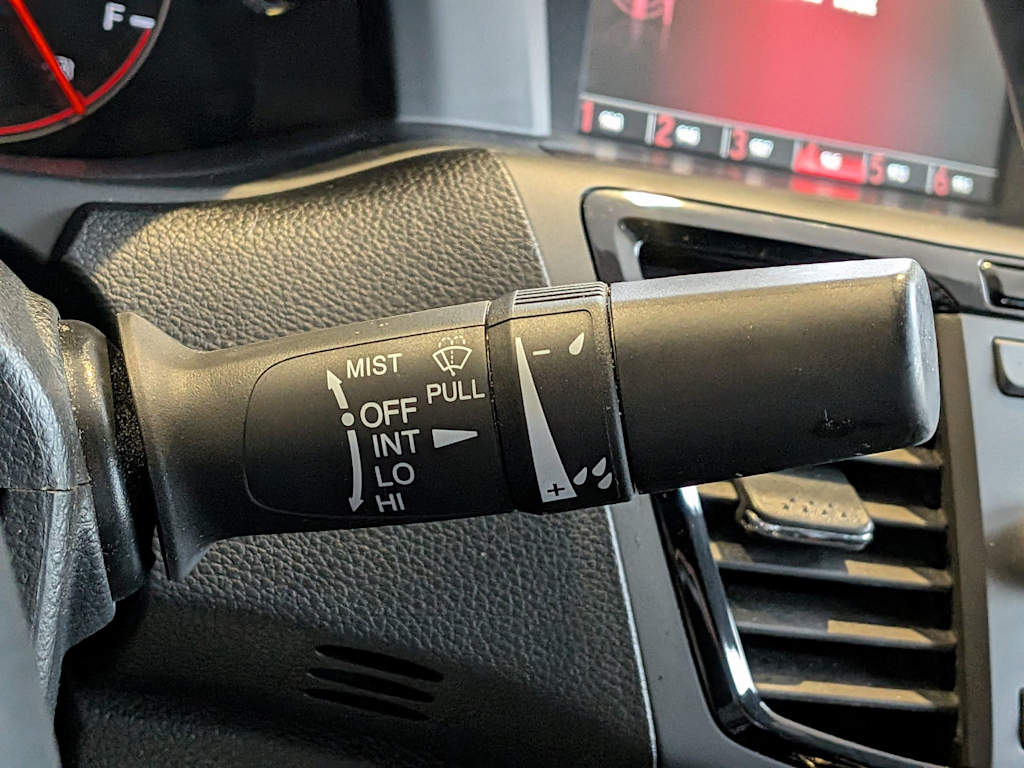 F
1 2 3 4 5 6
MIST
PULL
OFF
INT
LO
HI
−
+